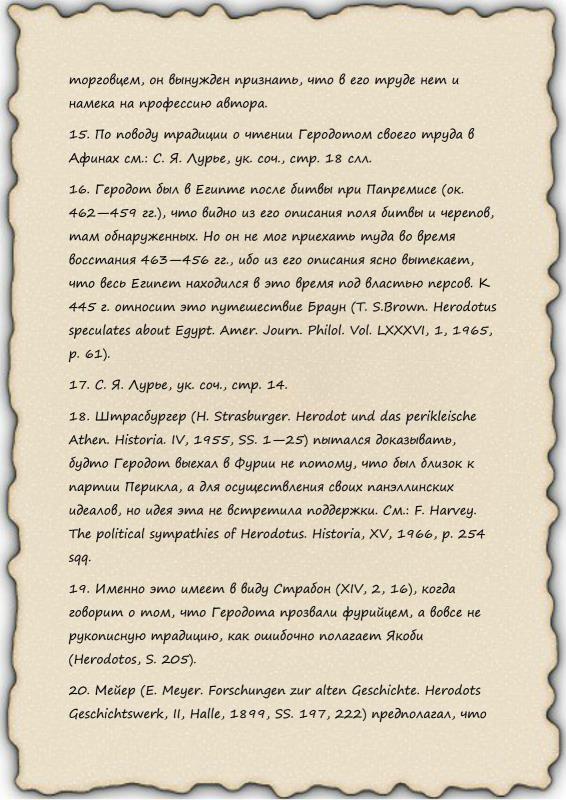 торговцем, он вынужден признать, что в его труде нет и
намека на профессию автора.
15. По поводу традиции о чтении Геродотом своего труда в
Афинах см.: С. Я. Лурье, ук. соч., стр. 18 слл.
16. Геродот был в Египте после битвы при Папремисе (ок.
462—459 гг.), что видно из его описания поля битвы и черепов,
там обнаруженных. Но он не мог приехать туда во время
восстания 463—456 гг., ибо из его описания ясно вытекает,
что весь Египет находился в это время под властью персов. К
445 г. относит это путешествие Браун (T. S.Brown. Herodotus
speculates about Egypt. Amer. Journ. Philol. Vol. LXXXVI, 1, 1965,
p. 61).
17. С. Я. Лурье, ук. соч., стр. 14.
18. Штрасбургер (H. Strasburger. Herodot und das perikleische
Athen. Historia. IV, 1955, SS. 1—25) пытался доказывать,
будто Геродот выехал в Фурии не потому, что был близок к
партии Перикла, а для осуществления своих панэллинских
идеалов, но идея эта не встретила поддержки. См.: F. Harvey.
The political sympathies of Herodotus. Historia, XV, 1966, p. 254
sqq.
19. Именно это имеет в виду Страбон (XIV, 2, 16), когда
говорит о том, что Геродота прозвали фурийцем, а вовсе не
рукописную традицию, как ошибочно полагает Якоби
(Herodotos, S. 205).
20. Мейер (E. Meyer. Forschungen zur alten Geschichte. Herodots
Geschichtswerk, II, Halle, 1899, SS. 197, 222) предполагал, что